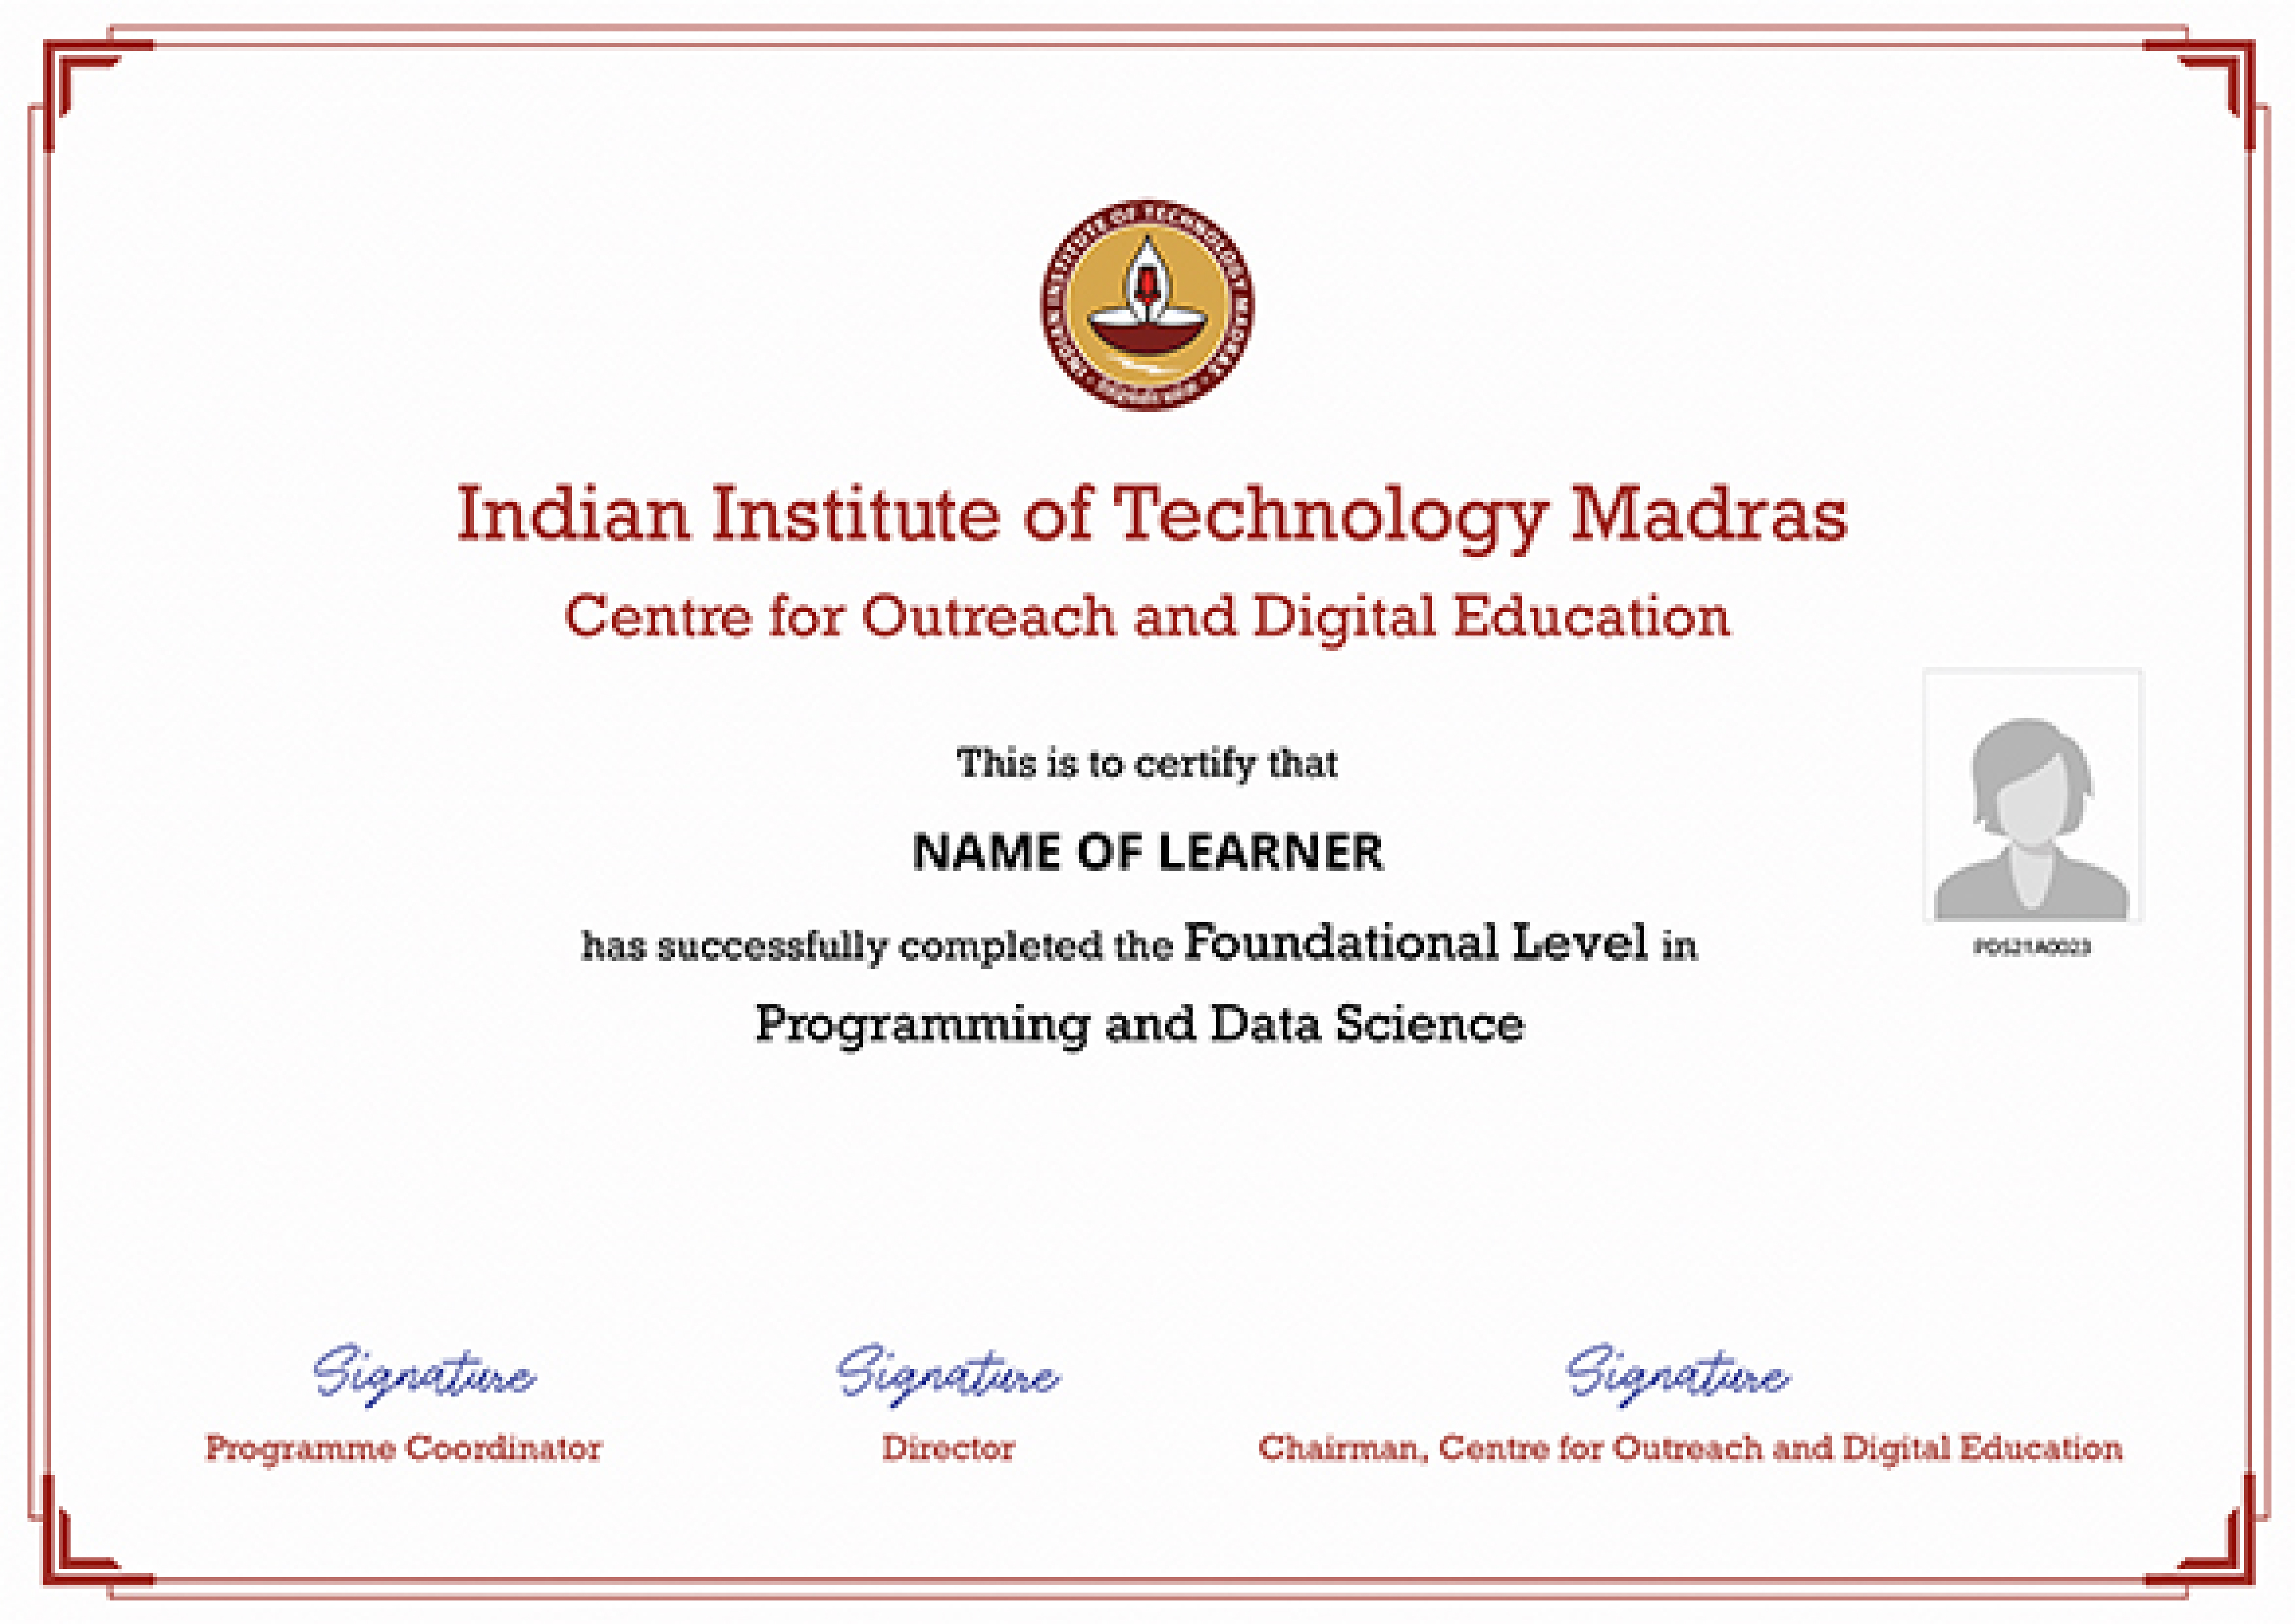 INDIAN INSTITUTE OF TECHNOLOGY MADRAS
Indian Institute of Technology Madras
Centre for Outreach and Digital Education
This is to certify that
NAME OF LEARNER
has successfully completed the Foundational Level in
Programming and Data Science
PDS21A0023
Signature Signature Signature
Programme Coordinator Director Chairman, Centre for Outreach and Digital Education